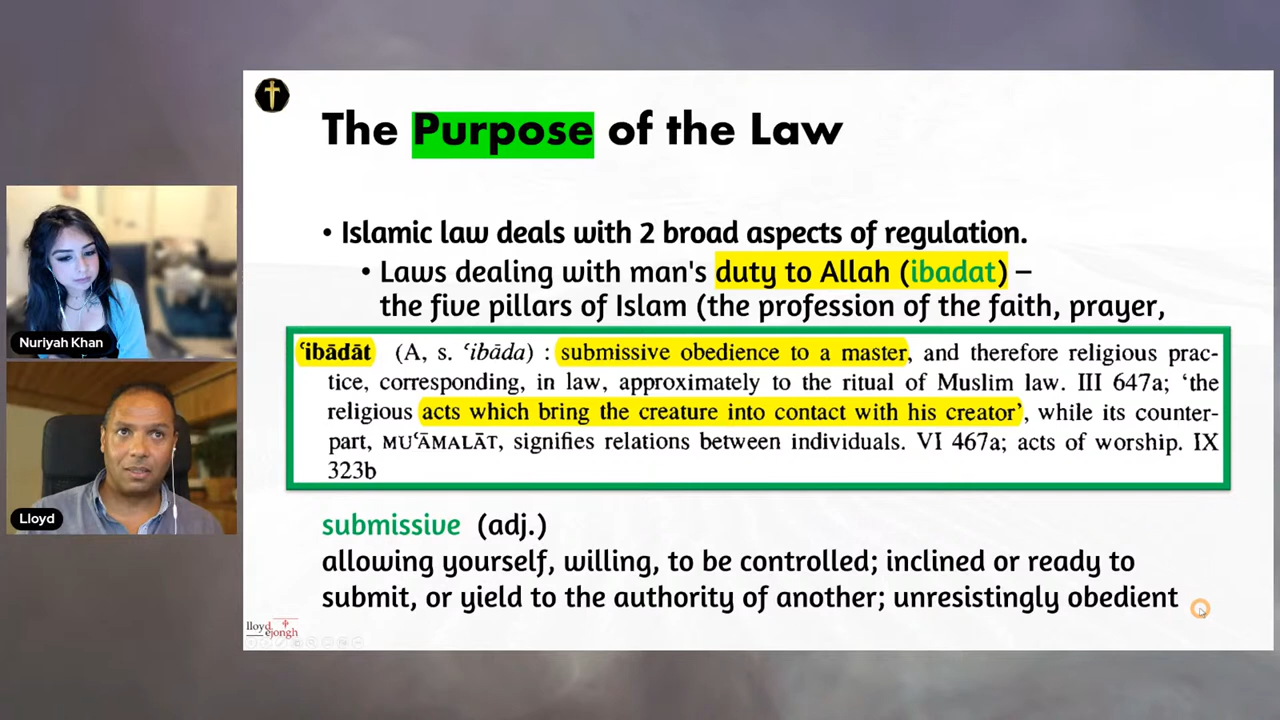 The Purpose of the Law
• Islamic law deals with 2 broad aspects of regulation.
• Laws dealing with man's duty to Allah (ibadat) –
the five pillars of Islam (the profession of the faith, prayer,
ʿibādāt (A, s. ʿibāda) : submissive obedience to a master, and therefore religious prac-
tice, corresponding, in law, approximately to the ritual of Muslim law. III 647a; ‘the
religious acts which bring the creature into contact with his creator’, while its counter-
part, MUʿĀMALĀT, signifies relations between individuals. VI 467a; acts of worship. IX
323b
submissive (adj.)
allowing yourself, willing, to be controlled; inclined or ready to
submit, or yield to the authority of another; unresistingly obedient
Nuriyah Khan
Lloyd
lloyd
ejongh